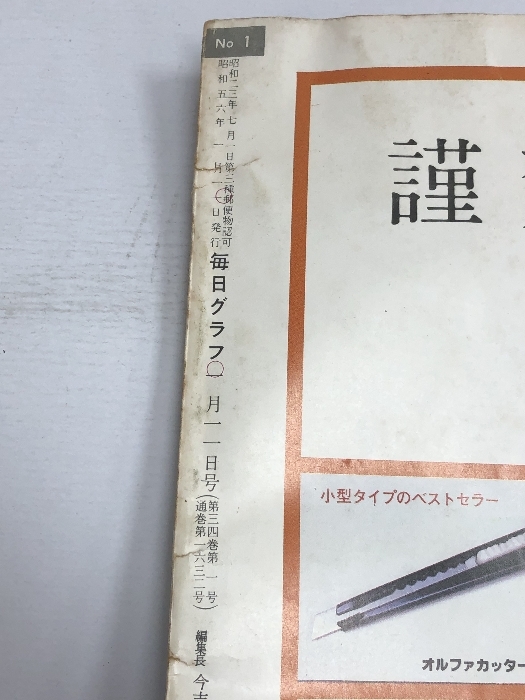 No 1
昭和二三年七月一日第三種郵便物認可
昭和五六年一月一〇日発行
毎日グラフ
一月一一日号
(第三四巻第一号
通巻第一六三二号)
編集長
今吉
謹
小型タイプのベストセラー
オルファカッター